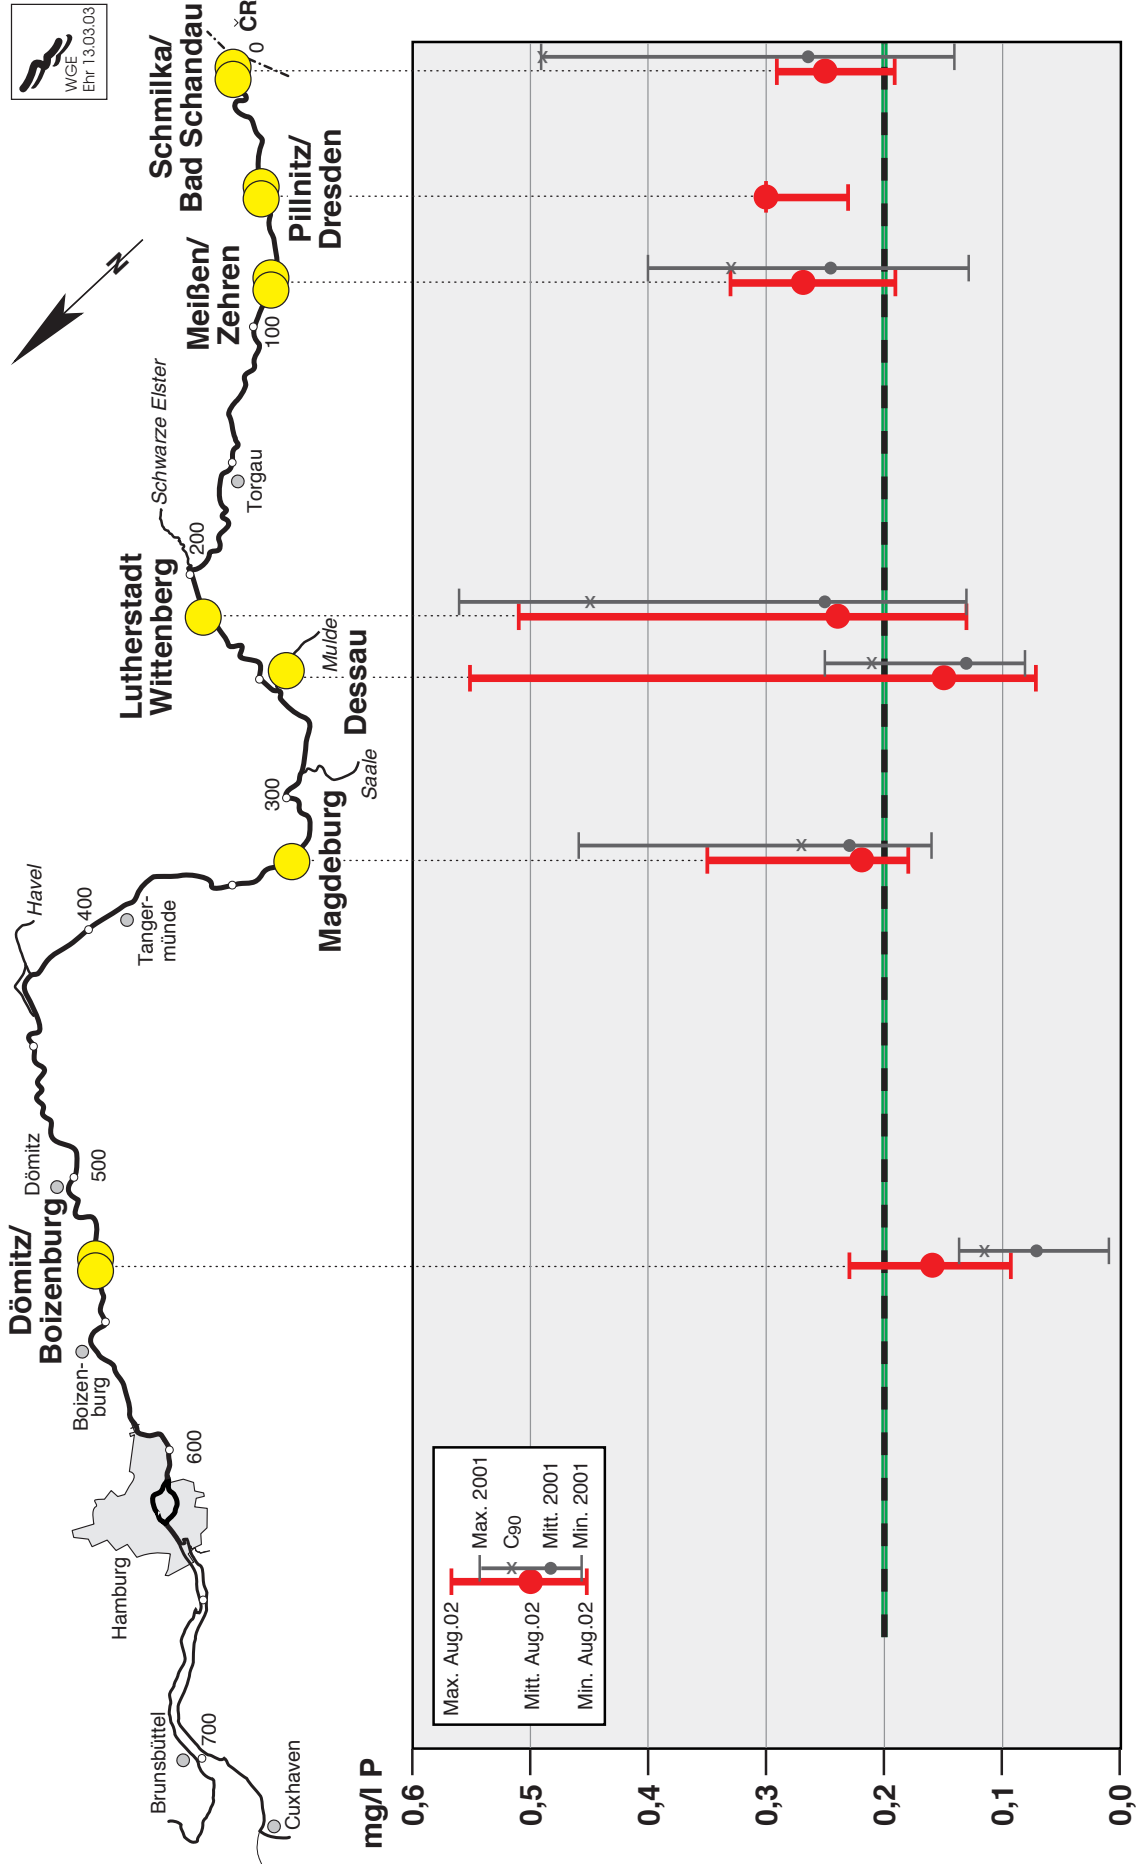 WGE
Ehr 13.03.03
Schmilka/
Bad Schandau
0
ČR
Pillnitz/
Dresden
Meißen/
Zehren
N
100
Schwarze Elster
Torgau
200
Lutherstadt
Wittenberg
Mulde
Dessau
Saale
300
Magdeburg
Havel
400
Tanger-
münde
Dömitz
500
Dömitz/
Boizenburg
Boizen-
burg
600
Hamburg
Brunsbüttel
700
Cuxhaven
mg/l P
0,6
0,5
0,4
0,3
0,2
0,1
0,0
Max. Aug.02
Mitt. Aug.02
Min. Aug.02
Max. 2001
x C90
Mitt. 2001
Min. 2001
x
x
x
x
x
x